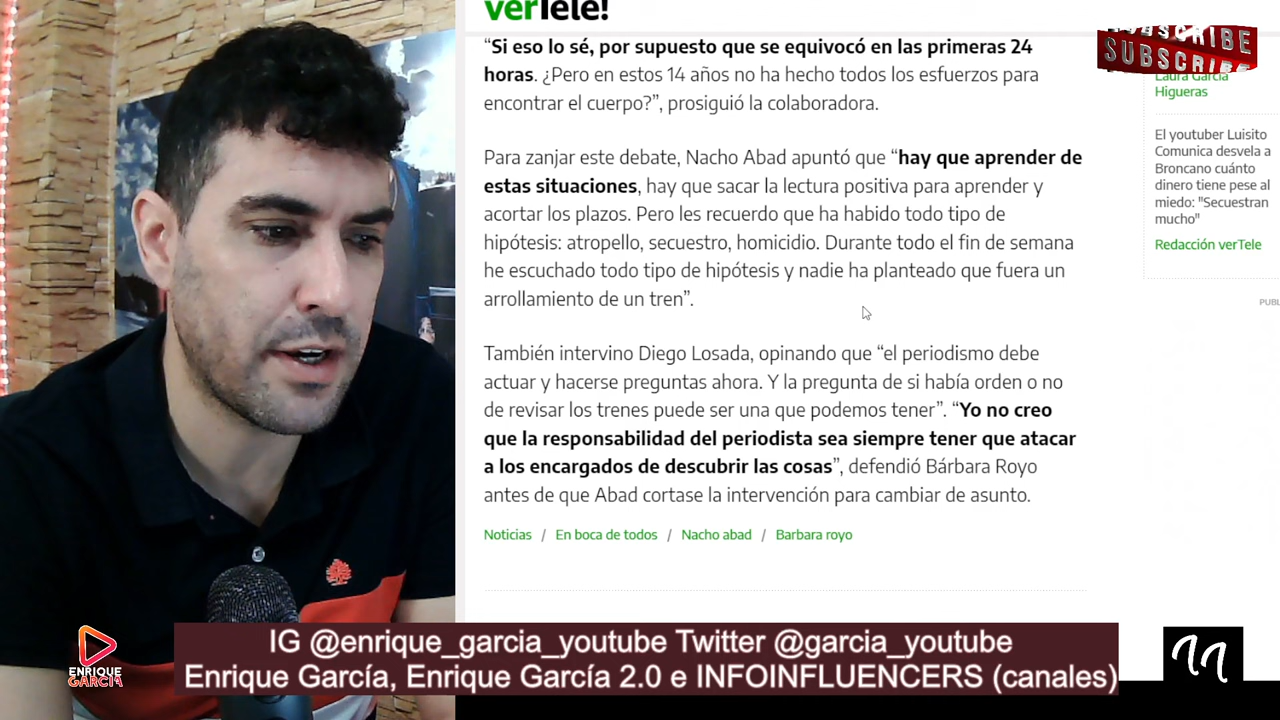 verTele!
SUBSCRIBE
SUBSCRIBE
“Si eso lo sé, por supuesto que se equivocó en las primeras 24
horas. ¿Pero en estos 14 años no ha hecho todos los esfuerzos para
encontrar el cuerpo?”, prosiguió la colaboradora.
Para zanjar este debate, Nacho Abad apuntó que “hay que aprender de
estas situaciones, hay que sacar la lectura positiva para aprender y
acortar los plazos. Pero les recuerdo que ha habido todo tipo de
hipótesis: atropello, secuestro, homicidio. Durante todo el fin de semana
he escuchado todo tipo de hipótesis y nadie ha planteado que fuera un
arrollamiento de un tren”.
También intervino Diego Losada, opinando que “el periodismo debe
actuar y hacerse preguntas ahora. Y la pregunta de si había orden o no
de revisar los trenes puede ser una que podemos tener”. “Yo no creo
que la responsabilidad del periodista sea siempre tener que atacar
a los encargados de descubrir las cosas”, defendió Bárbara Royo
antes de que Abad cortase la intervención para cambiar de asunto.
Noticias / En boca de todos / Nacho abad / Barbara royo
Laura García
Higueras
El youtuber Luisito
Comunica desvela a
Broncano cuánto
dinero tiene pese al
miedo: "Secuestran
mucho"
Redacción verTele
PUBL
ENRIQUE
GARCÍA
IG @enrique_garcia_youtube Twitter @garcia_youtube
Enrique García, Enrique García 2.0 e INFOINFLUENCERS (canales)